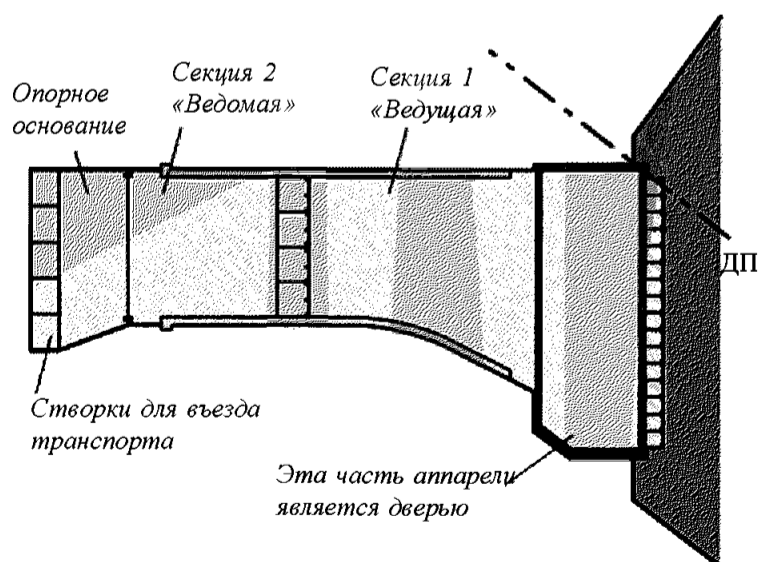 Опорное
основание
Секция 2
«Ведомая»
Секция 1
«Ведущая»
ДП
Створки для въезда
транспорта
Эта часть аппарели
является дверью